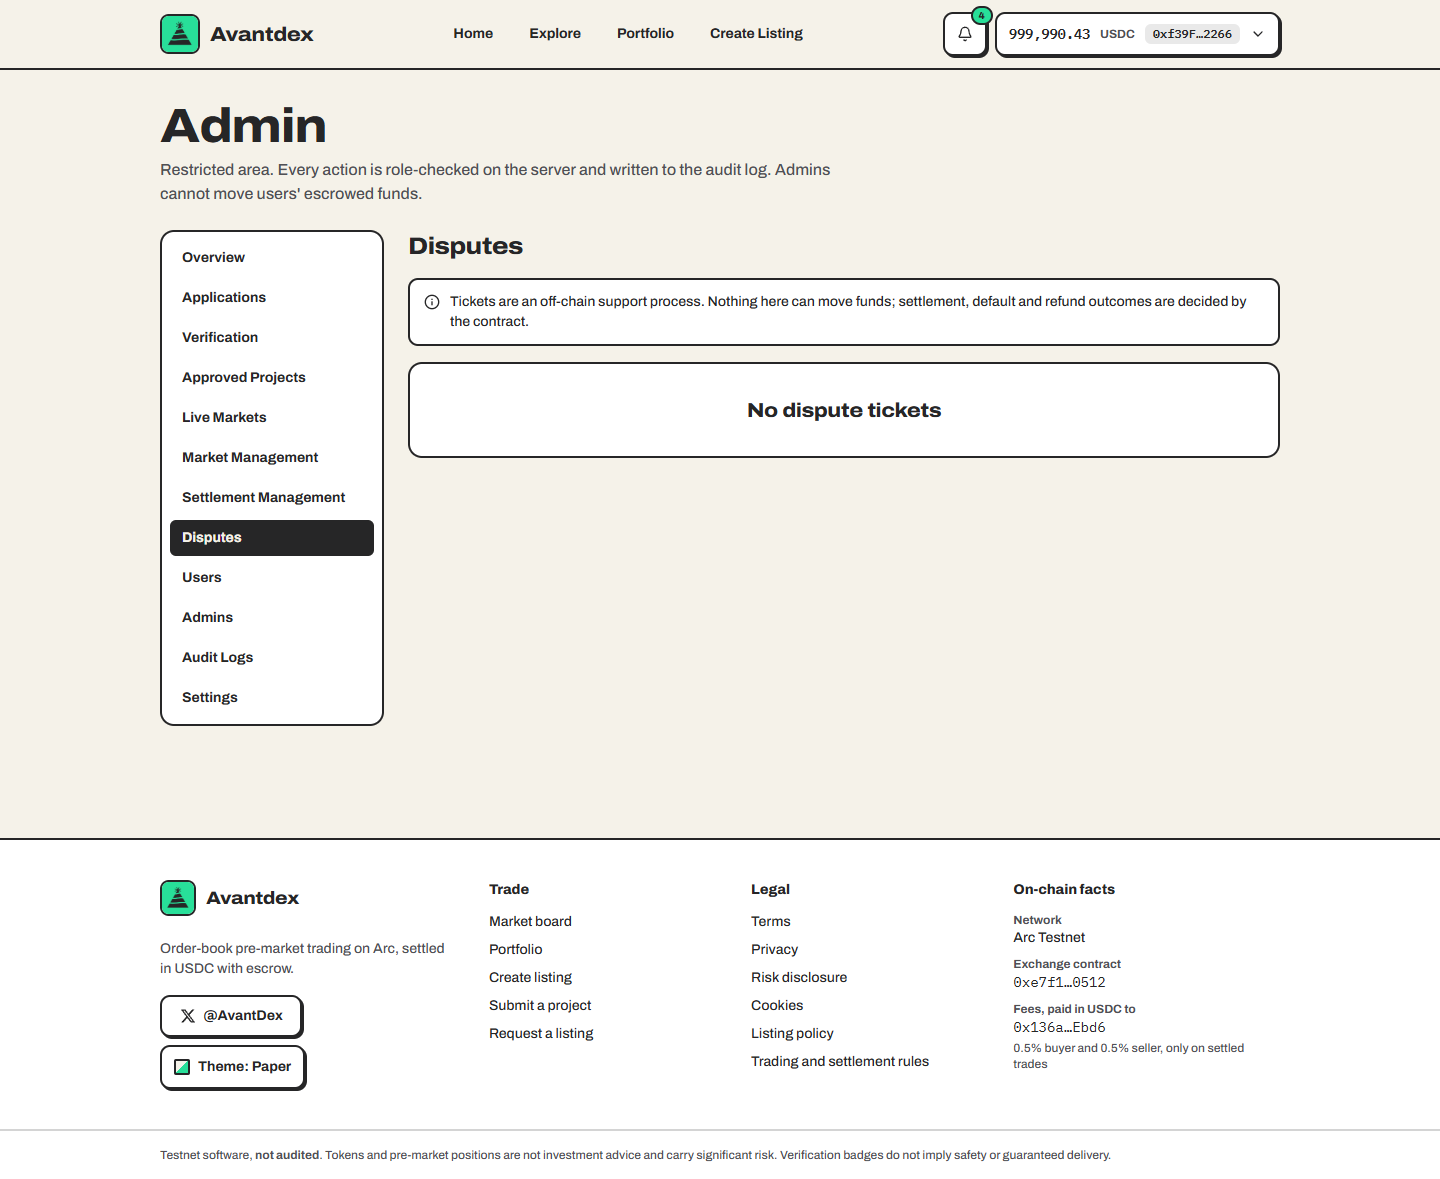 Avantdex
Home
Explore
Portfolio
Create Listing
4
999,990.43 USDC 0xf39F…2266
Admin
Restricted area. Every action is role-checked on the server and written to the audit log. Admins
cannot move users' escrowed funds.
Overview
Applications
Verification
Approved Projects
Live Markets
Market Management
Settlement Management
Disputes
Users
Admins
Audit Logs
Settings
Disputes
Tickets are an off-chain support process. Nothing here can move funds; settlement, default and refund outcomes are decided by
the contract.
No dispute tickets
Avantdex
Order-book pre-market trading on Arc, settled
in USDC with escrow.
@AvantDex
Theme: Paper
Trade
Market board
Portfolio
Create listing
Submit a project
Request a listing
Legal
Terms
Privacy
Risk disclosure
Cookies
Listing policy
Trading and settlement rules
On-chain facts
Network
Arc Testnet
Exchange contract
0xe7f1…0512
Fees, paid in USDC to
0x136a…Ebd6
0.5% buyer and 0.5% seller, only on settled
trades
Testnet software, not audited. Tokens and pre-market positions are not investment advice and carry significant risk. Verification badges do not imply safety or guaranteed delivery.